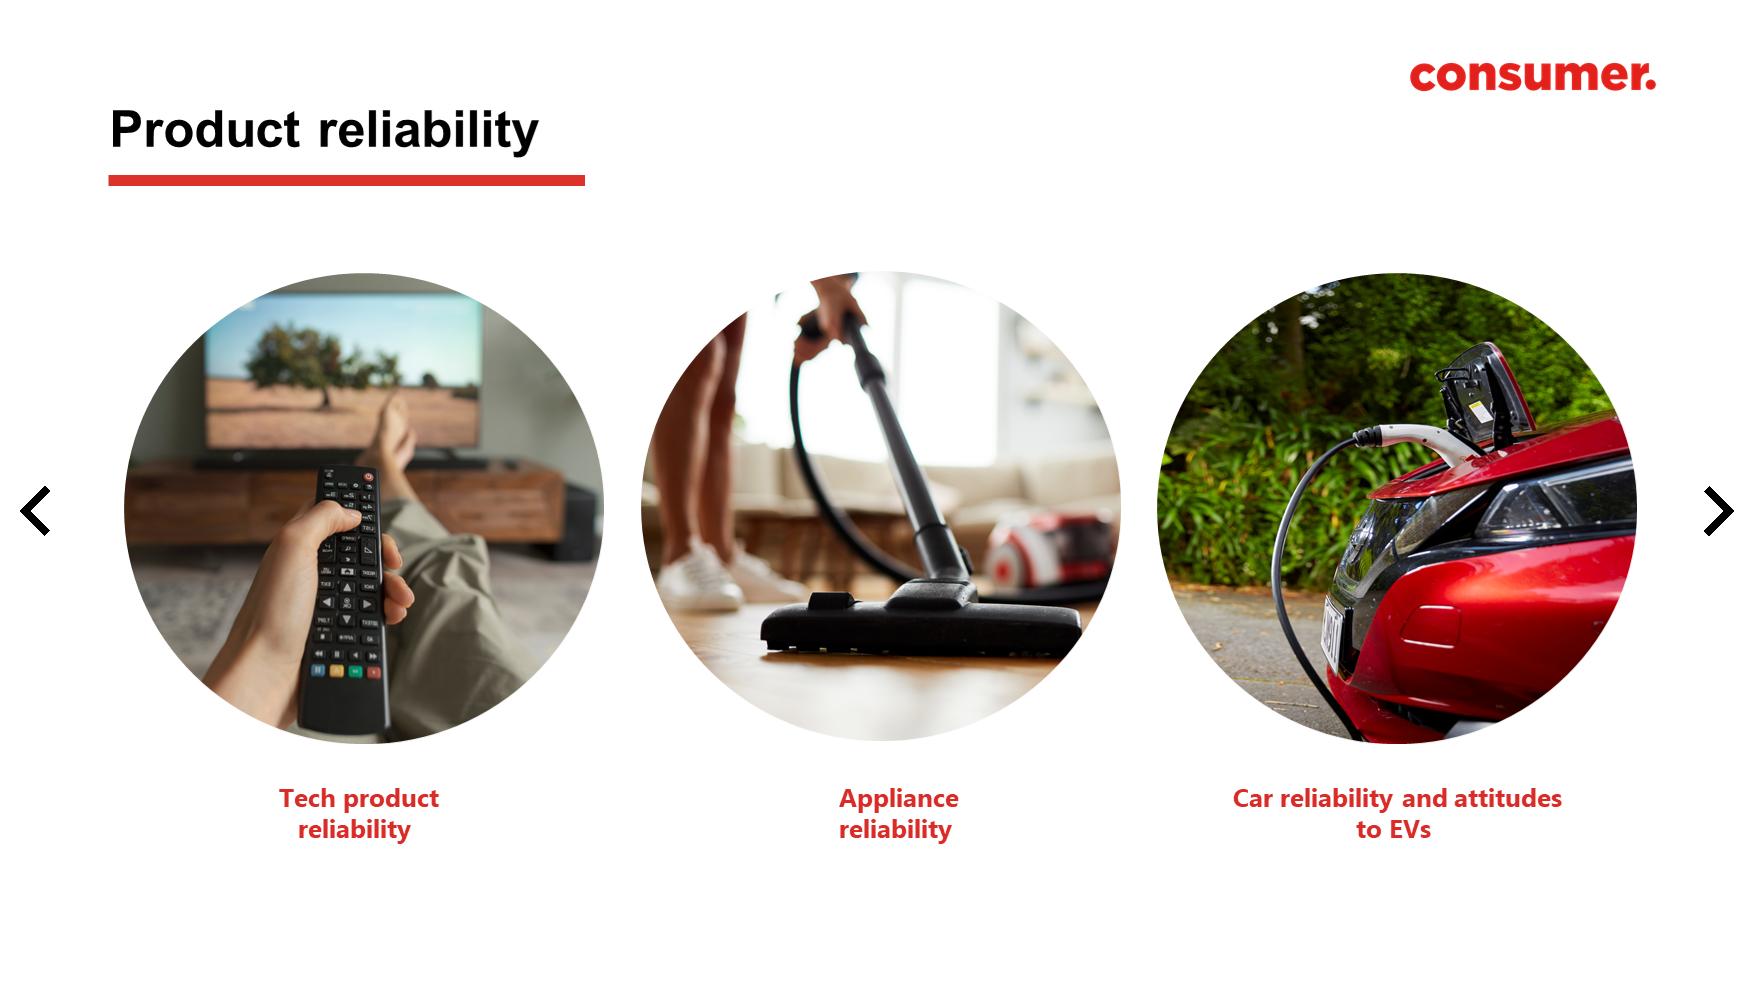 consumer.
Product reliability
Tech product
reliability
Appliance
reliability
Car reliability and attitudes
to EVs